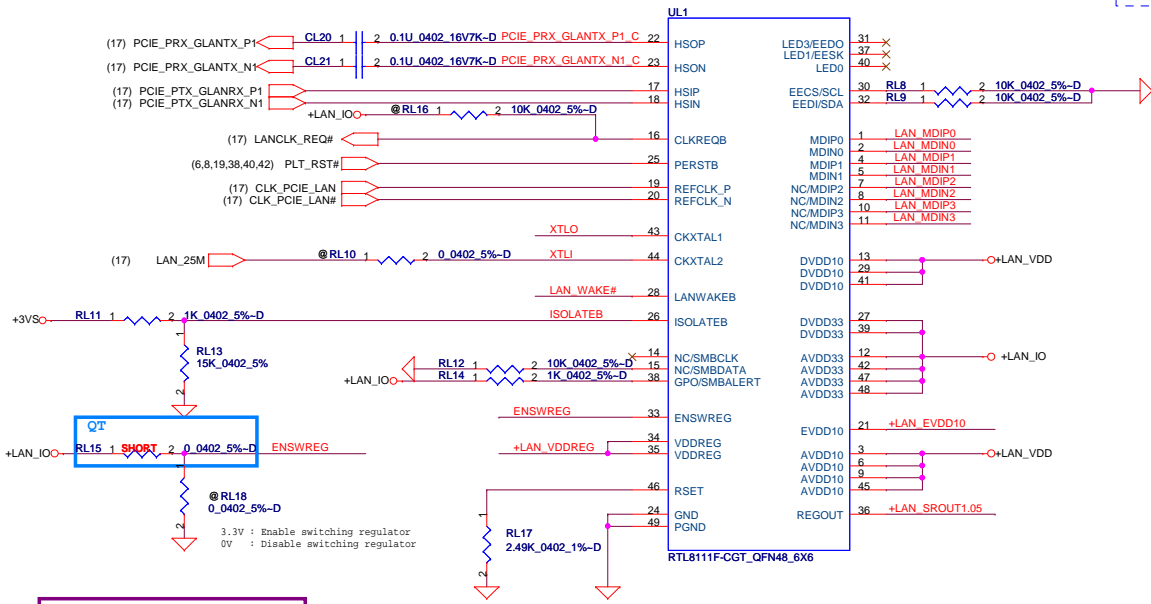 UL1
(17) PCIE_PRX_GLANTX_P1 CL20 1 2 0.1U_0402_16V7K~D PCIE_PRX_GLANTX_P1_C 22 HSOP
LED3/EEDO 31
LED1/EESK 37
(17) PCIE_PRX_GLANTX_N1 CL21 1 2 0.1U_0402_16V7K~D PCIE_PRX_GLANTX_N1_C 23 HSON
LED0 40
(17) PCIE_PTX_GLANRX_P1 17 HSIP
EECS/SCL 30 RL8 1 2 10K_0402_5%~D
(17) PCIE_PTX_GLANRX_N1 18 HSIN
EEDI/SDA 32 RL9 1 2 10K_0402_5%~D
+LAN_IO @RL16 1 2 10K_0402_5%~D
(17) LANCLK_REQ# 16 CLKREQB
MDIP0 1 LAN_MDIP0
MDIN0 2 LAN_MDIN0
(6,8,19,38,40,42) PLT_RST# 25 PERSTB
MDIP1 4 LAN_MDIP1
MDIN1 5 LAN_MDIN1
(17) CLK_PCIE_LAN 19 REFCLK_P
NC/MDIP2 7 LAN_MDIP2
(17) CLK_PCIE_LAN# 20 REFCLK_N
NC/MDIN2 8 LAN_MDIN2
NC/MDIP3 10 LAN_MDIP3
NC/MDIN3 11 LAN_MDIN3
XTLO 43 CKXTAL1
(17) LAN_25M @RL10 1 2 0_0402_5%~D XTLI 44 CKXTAL2
DVDD10 13 +LAN_VDD
DVDD10 29
DVDD10 41
LAN_WAKE# 28 LANWAKEB
+3VS RL11 1 2 1K_0402_5%~D ISOLATEB 26 ISOLATEB
DVDD33 27
DVDD33 39
1 RL13
15K_0402_5%
2
14 NC/SMBCLK
AVDD33 12 +LAN_IO
RL12 1 2 10K_0402_5%~D 15 NC/SMBDATA
AVDD33 42
+LAN_IO RL14 1 2 1K_0402_5%~D 38 GPO/SMBALERT
AVDD33 47
AVDD33 48
ENSWREG 33 ENSWREG
QT
EVDD10 21 +LAN_EVDD10
+LAN_IO RL15 1 SHORT 2 0_0402_5%~D ENSWREG
+LAN_VDDREG 34 VDDREG
35 VDDREG
AVDD10 3 +LAN_VDD
AVDD10 6
AVDD10 9
AVDD10 45
1 @RL18
0_0402_5%~D
2
46 RSET
24 GND
49 PGND
REGOUT 36 +LAN_SROUT1.05
3.3V : Enable switching regulator
0V : Disable switching regulator
1 RL17
2.49K_0402_1%~D
2
RTL8111F-CGT_QFN48_6X6